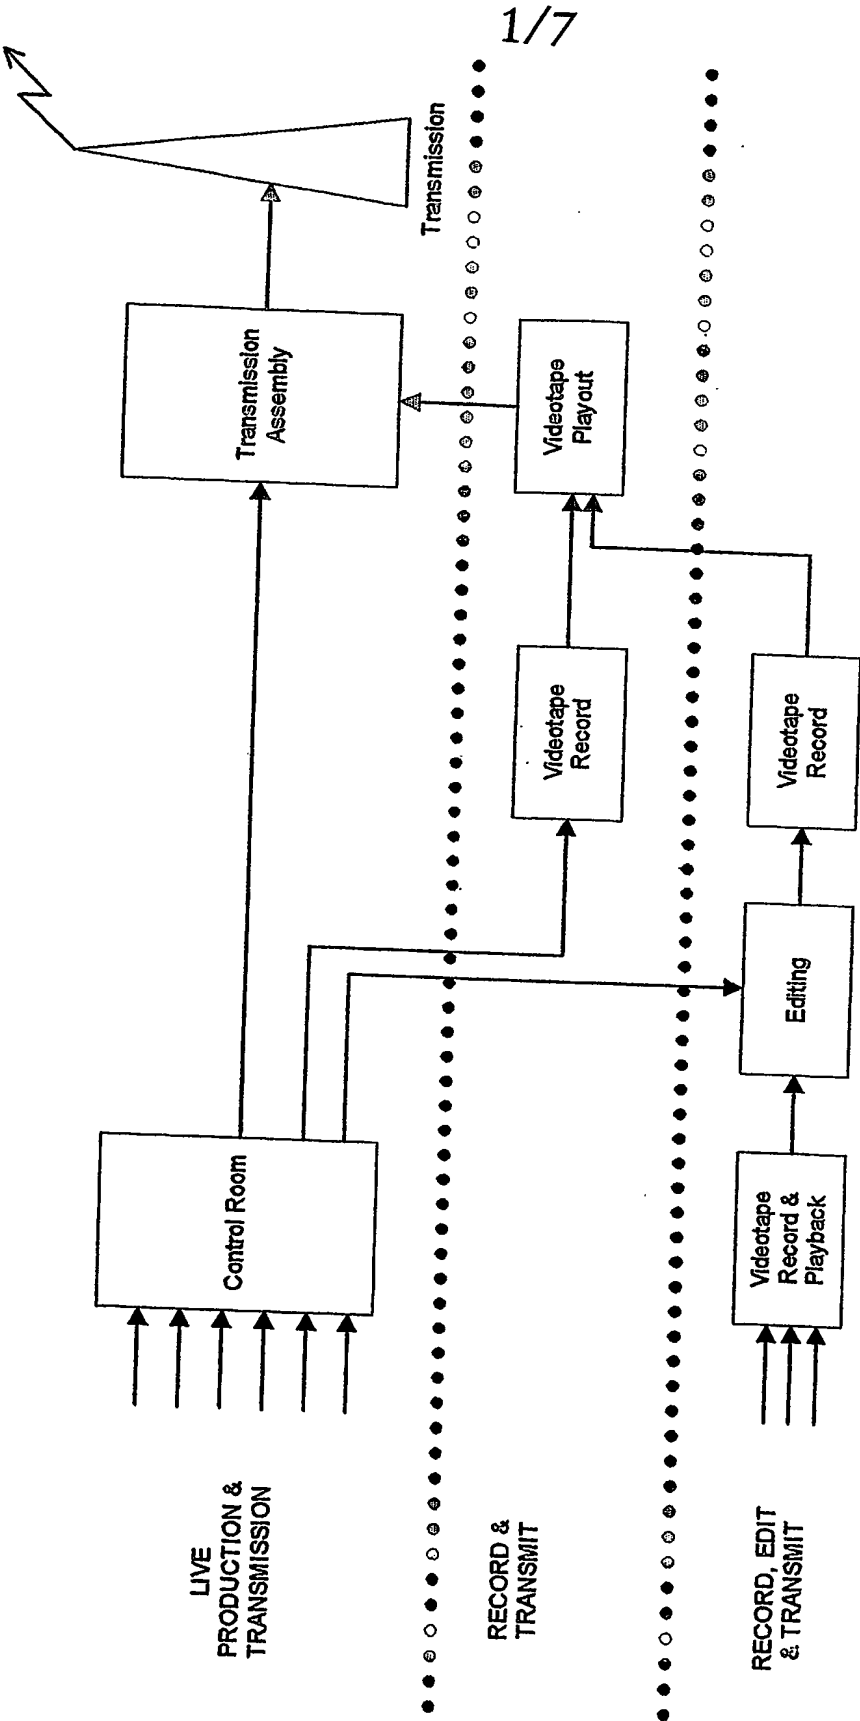 1/7
LIVE
PRODUCTION &
TRANSMISSION
Control Room
Transmission
Assembly
Transmission
RECORD &
TRANSMIT
Videotape
Record
Videotape
Playout
RECORD, EDIT
& TRANSMIT
Videotape
Record &
Playback
Editing
Videotape
Record